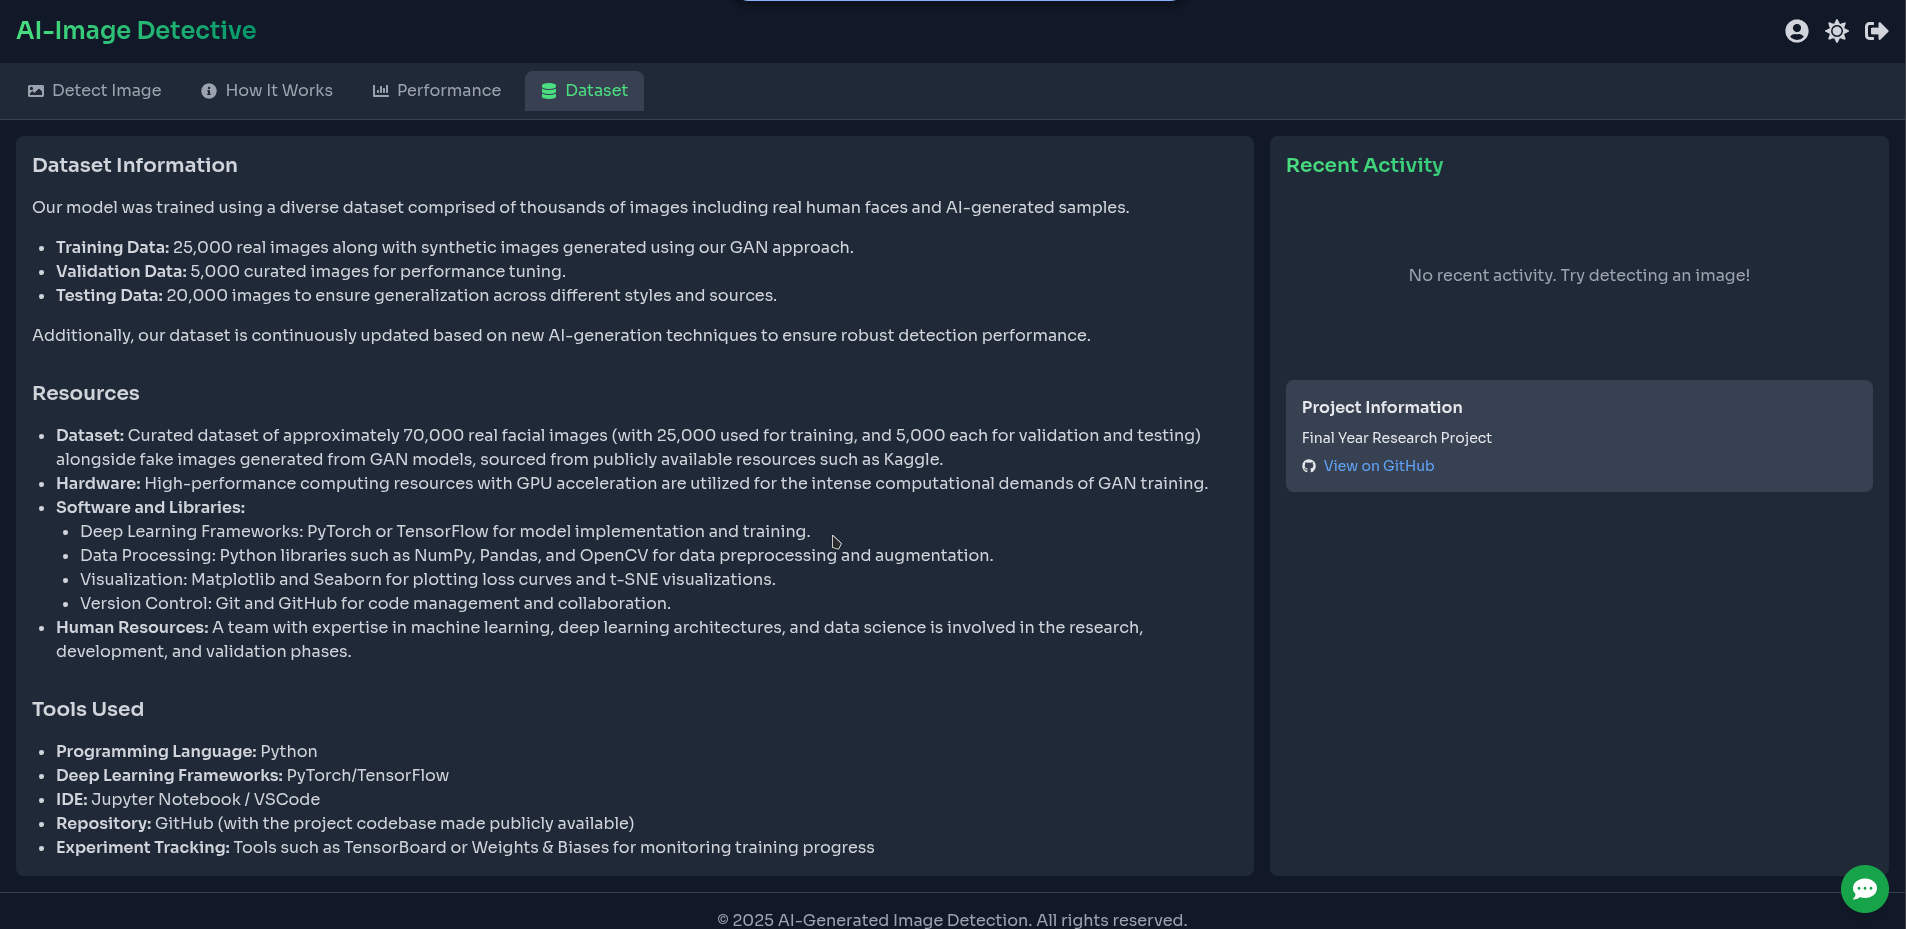 AI-Image Detective
Detect Image
How It Works
Performance
Dataset
Dataset Information
Our model was trained using a diverse dataset comprised of thousands of images including real human faces and AI-generated samples.
• Training Data: 25,000 real images along with synthetic images generated using our GAN approach.
• Validation Data: 5,000 curated images for performance tuning.
• Testing Data: 20,000 images to ensure generalization across different styles and sources.
Additionally, our dataset is continuously updated based on new AI-generation techniques to ensure robust detection performance.
Resources
• Dataset: Curated dataset of approximately 70,000 real facial images (with 25,000 used for training, and 5,000 each for validation and testing)
alongside fake images generated from GAN models, sourced from publicly available resources such as Kaggle.
• Hardware: High-performance computing resources with GPU acceleration are utilized for the intense computational demands of GAN training.
• Software and Libraries:
• Deep Learning Frameworks: PyTorch or TensorFlow for model implementation and training.
• Data Processing: Python libraries such as NumPy, Pandas, and OpenCV for data preprocessing and augmentation.
• Visualization: Matplotlib and Seaborn for plotting loss curves and t-SNE visualizations.
• Version Control: Git and GitHub for code management and collaboration.
• Human Resources: A team with expertise in machine learning, deep learning architectures, and data science is involved in the research,
development, and validation phases.
Tools Used
• Programming Language: Python
• Deep Learning Frameworks: PyTorch/TensorFlow
• IDE: Jupyter Notebook / VSCode
• Repository: GitHub (with the project codebase made publicly available)
• Experiment Tracking: Tools such as TensorBoard or Weights & Biases for monitoring training progress
Recent Activity
No recent activity. Try detecting an image!
Project Information
Final Year Research Project
View on GitHub
© 2025 AI-Generated Image Detection. All rights reserved.